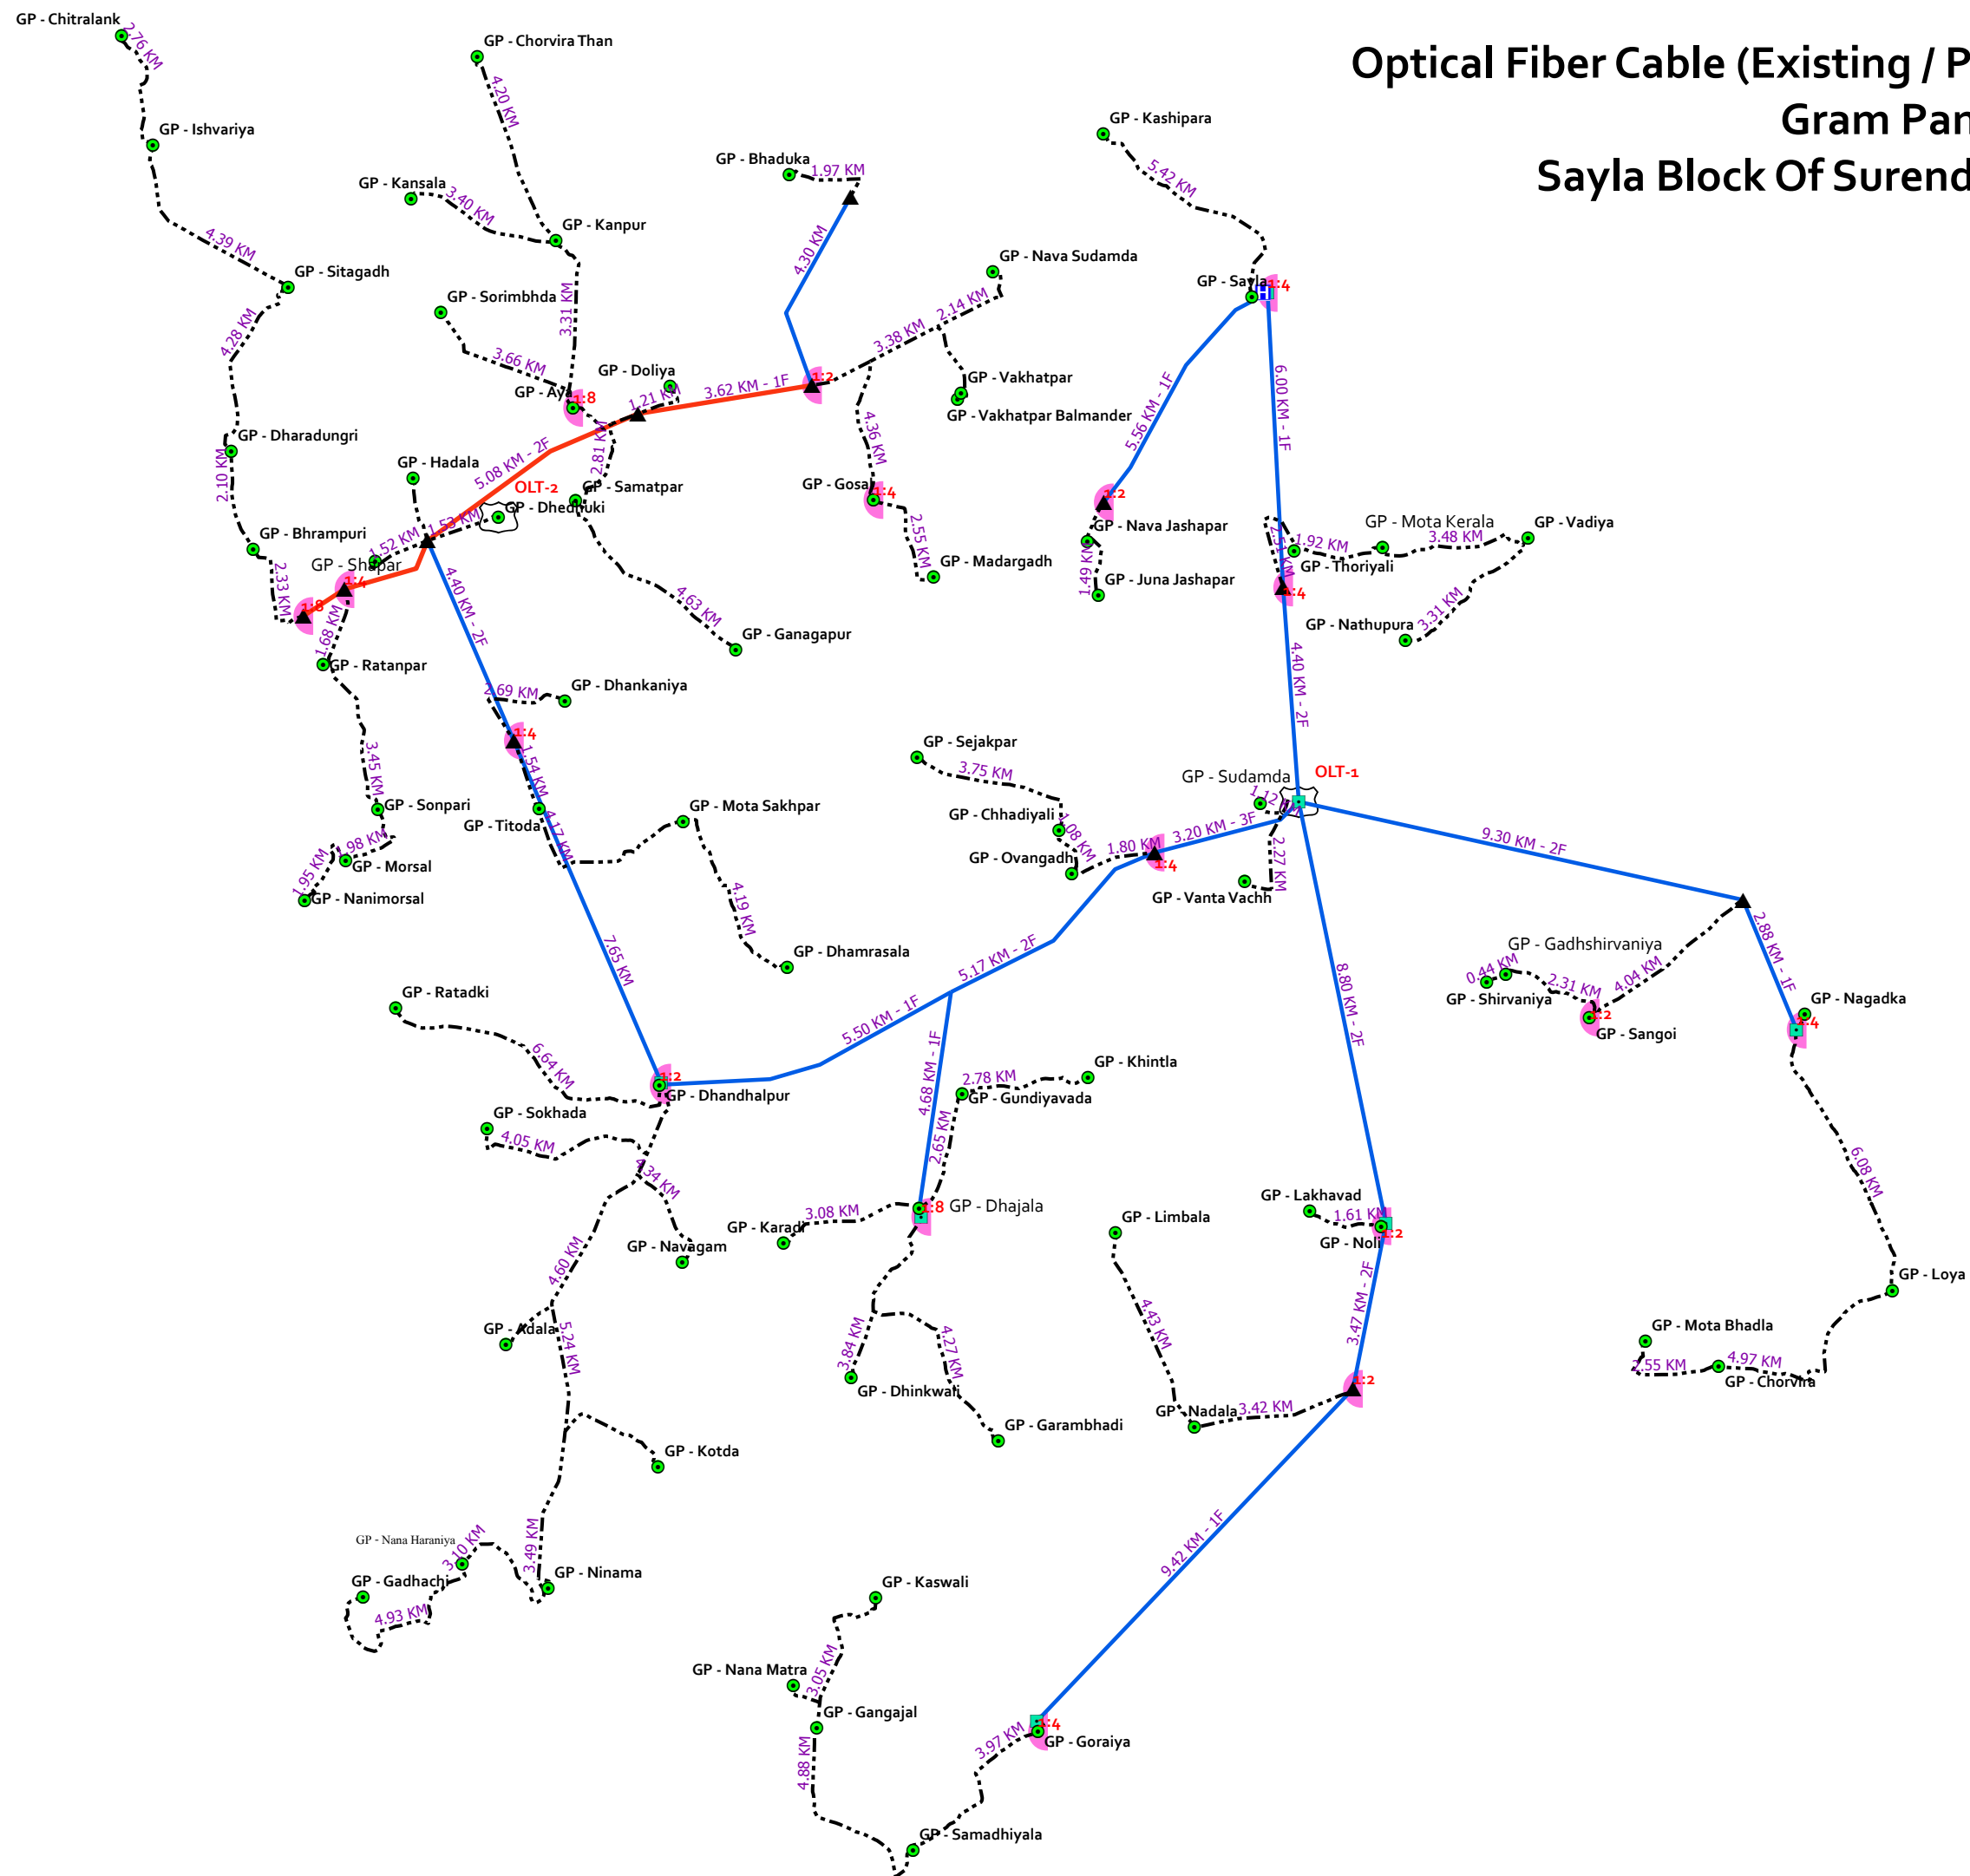 Optical Fiber Cable (Existing / P
Gram Pan
Sayla Block Of Surend
GP - Chitralank
2.76 KM
GP - Chorvira Than
4.20 KM
GP - Ishvariya
GP - Kashipara
5.42 KM
GP - Bhaduka
1.97 KM
GP - Kansala
3.40 KM
GP - Kanpur
4.39 KM
4.30 KM
GP - Sitagadh
GP - Nava Sudamda
GP - Sayla
H
1:4
GP - Sorimbhda
3.31 KM
2.14 KM
4.28 KM
3.38 KM
3.66 KM
GP - Doliya
GP - Aya
1:8
1.21 KM
3.62 KM - 1F
1:2
GP - Vakhatpar
GP - Vakhatpar Balmander
5.56 KM - 1F
6.00 KM - 1F
GP - Dharadungri
2.10 KM
GP - Hadala
5.08 KM - 2F
2.81 KM
4.36 KM
OLT-2
GP - Samatpar
GP - Dhedhuki
GP - Gosal
1:4
1:2
GP - Nava Jashapar
1.53 KM
1.52 KM
GP - Bhrampuri
GP - Shapar
1:4
2.33 KM
1:8
2.55 KM
GP - Madargadh
1.49 KM
GP - Juna Jashapar
2.51 KM
1.92 KM
GP - Mota Kerala
3.48 KM
GP - Vadiya
GP - Thoriyali
1:4
3.31 KM
GP - Nathupura
4.40 KM - 2F
4.63 KM
GP - Ganagapur
1.68 KM
GP - Ratanpar
4.40 KM - 2F
2.69 KM
GP - Dhankaniya
1:4
3.45 KM
1.54 KM
GP - Sejakpar
3.75 KM
GP - Sudamda
OLT-1
1.12 KM
GP - Sonpari
GP - Titoda
GP - Mota Sakhpar
GP - Chhadiyali
1.08 KM
3.20 KM - 3F
1.80 KM
1:4
4.17 KM
GP - Ovangadh
2.27 KM
9.30 KM - 2F
1.98 KM
GP - Morsal
1.95 KM
GP - Nanimorsal
4.19 KM
GP - Vanta Vachh
GP - Dhamrasala
7.65 KM
5.17 KM - 2F
GP - Gadhshirvaniya
2.88 KM - 1F
4.04 KM
0.44 KM
2.31 KM
GP - Shirvaniya
1:2
GP - Sangoi
GP - Nagadka
1:4
GP - Ratadki
5.50 KM - 1F
8.80 KM - 2F
6.64 KM
4.68 KM - 1F
GP - Khintla
2.78 KM
GP - Gundiyavada
1:2
GP - Dhandhalpur
GP - Sokhada
4.05 KM
2.65 KM
4.34 KM
6.08 KM
3.08 KM
GP - Karadi
1:8
GP - Dhajala
GP - Lakhavad
1.61 KM
GP - Noli
1:2
GP - Limbala
GP - Navagam
4.60 KM
GP - Loya
3.47 KM - 2F
GP - Adala
5.24 KM
3.84 KM
4.27 KM
4.43 KM
GP - Mota Bhadla
2.55 KM
4.97 KM
GP - Chorvira
GP - Dhinkwali
1:2
GP - Nadala
3.42 KM
GP - Garambhadi
GP - Kotda
GP - Nana Haraniya
3.10 KM
3.49 KM
GP - Gadhachi
GP - Ninama
4.93 KM
9.42 KM - 1F
GP - Kaswali
GP - Nana Matra
3.05 KM
GP - Gangajal
4.88 KM
3.97 KM
1:4
GP - Goraiya
GP - Samadhiyala